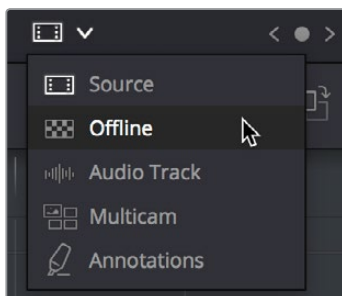 Source
Offline
Audio Track
Multicam
Annotations